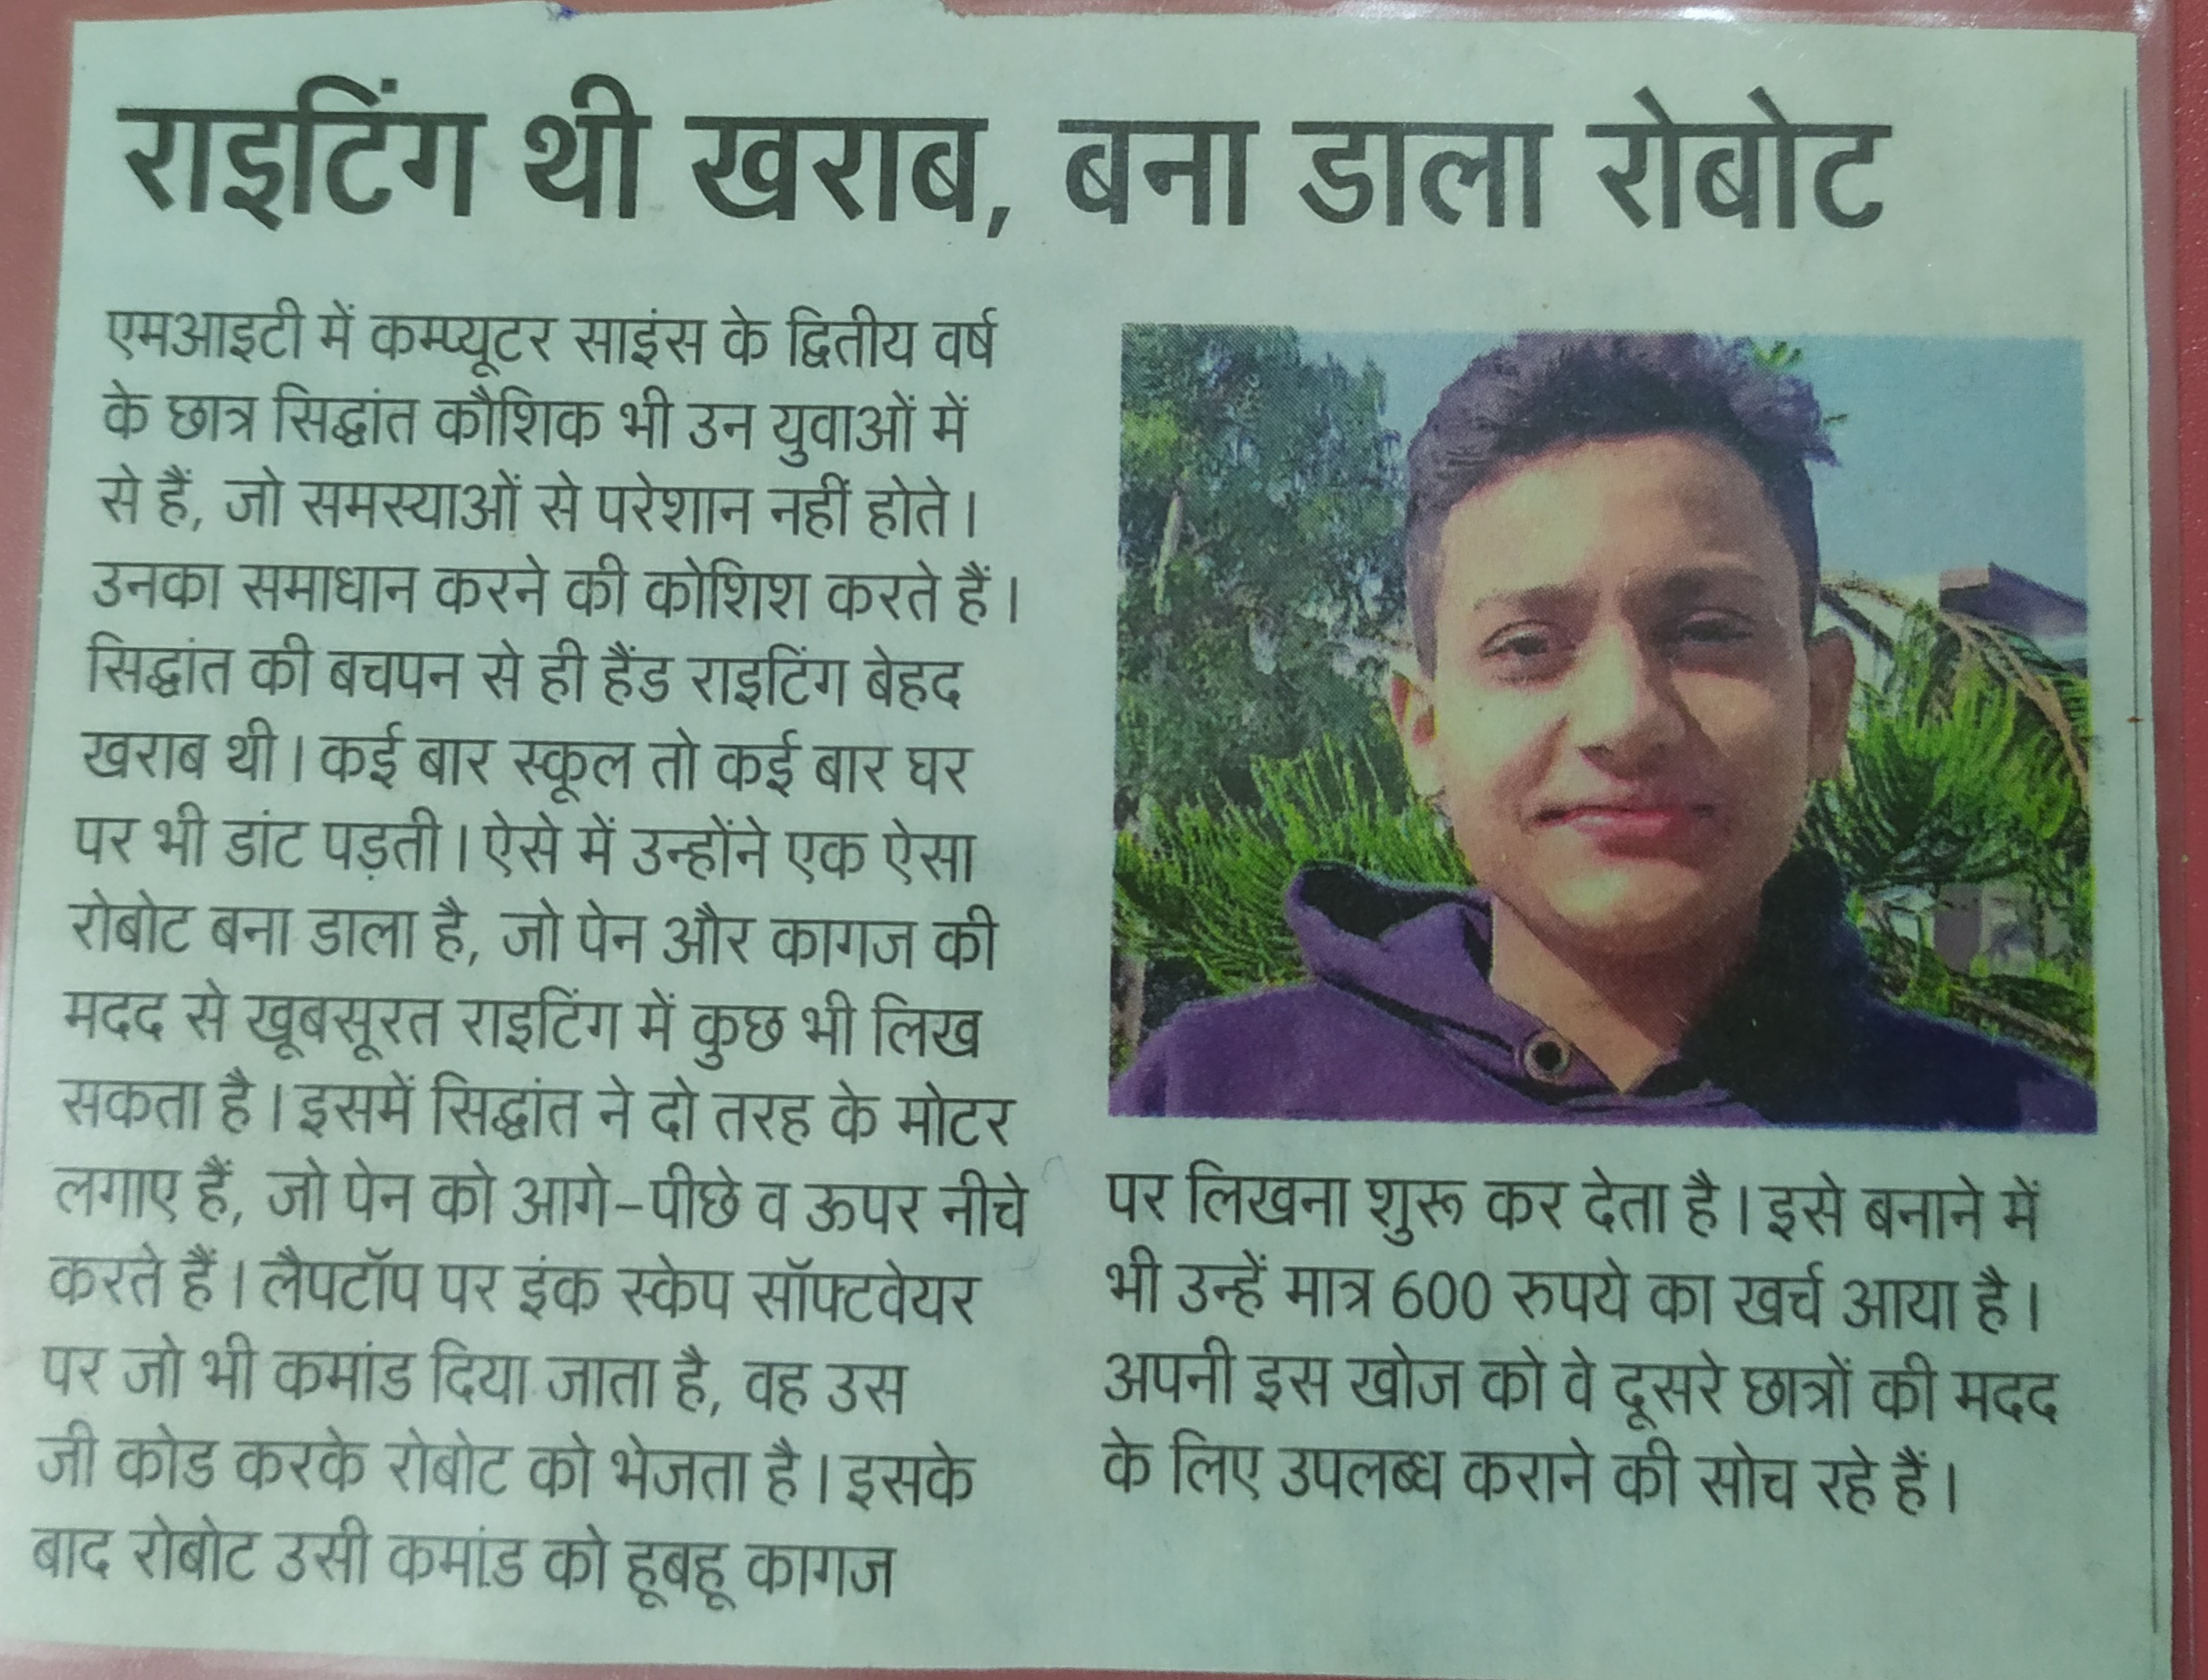 राइटिंग थी खराब, बना डाला रोबोट
एमआइटी में कम्प्यूटर साइंस के द्वितीय वर्ष
के छात्र सिद्धांत कौशिक भी उन युवाओं में
से हैं, जो समस्याओं से परेशान नहीं होते।
उनका समाधान करने की कोशिश करते हैं।
सिद्धांत की बचपन से ही हैंड राइटिंग बेहद
खराब थी। कई बार स्कूल तो कई बार घर
पर भी डांट पड़ती। ऐसे में उन्होंने एक ऐसा
रोबोट बना डाला है, जो पेन और कागज की
मदद से खूबसूरत राइटिंग में कुछ भी लिख
सकता है। इसमें सिद्धांत ने दो तरह के मोटर
लगाए हैं, जो पेन को आगे-पीछे व ऊपर नीचे
करते हैं। लैपटॉप पर इंक स्केप सॉफ्टवेयर
पर जो भी कमांड दिया जाता है, वह उस
जी कोड करके रोबोट को भेजता है। इसके
बाद रोबोट उसी कमांड को हूबहू कागज
पर लिखना शुरू कर देता है। इसे बनाने में
भी उन्हें मात्र 600 रुपये का खर्च आया है।
अपनी इस खोज को वे दूसरे छात्रों की मदद
के लिए उपलब्ध कराने की सोच रहे हैं।